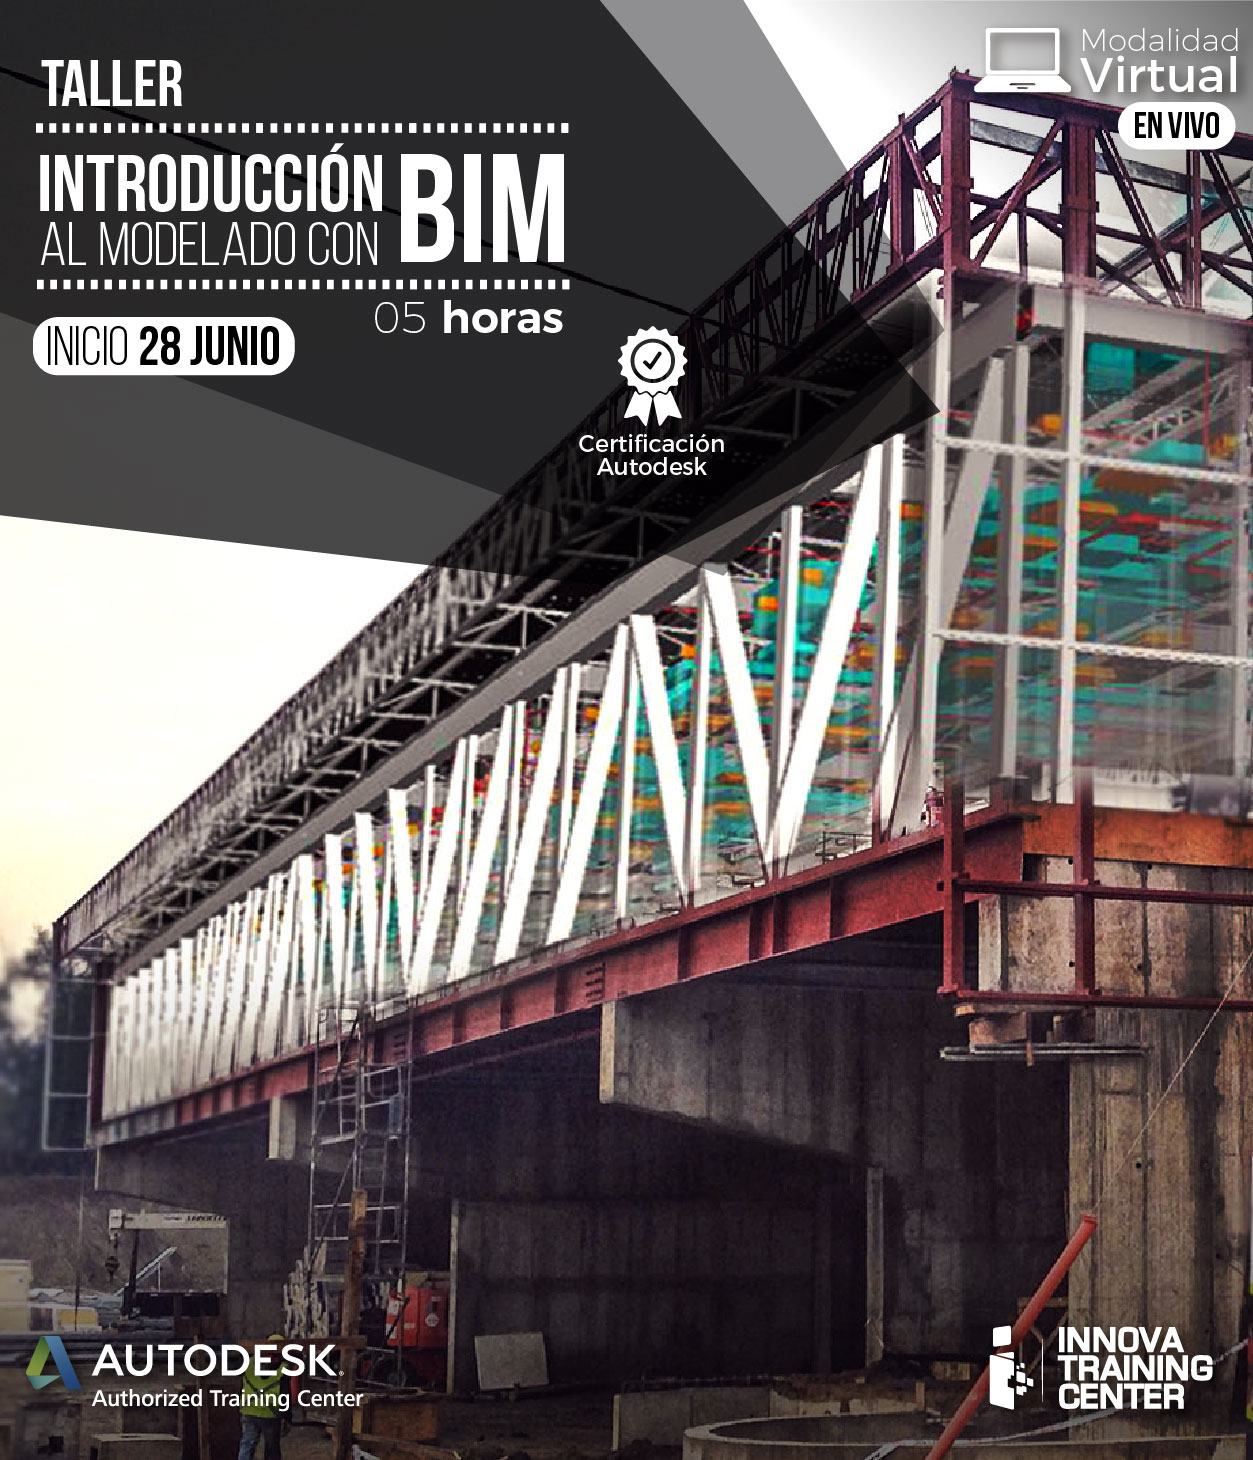 Modalidad
Virtual
EN VIVO
TALLER
INTRODUCCIÓN
AL MODELADO CON BIM
05 horas
INICIO 28 JUNIO
Certificación
Autodesk
AUTODESK.
Authorized Training Center
INNOVA
TRAINING
CENTER